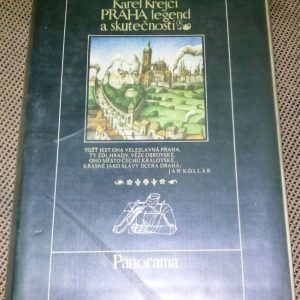 Karel Krejčí
PRAHA legend
a skutečnosti
TOŽŤ JEST ONA VELESLAVNÁ PRAHA,
TY ZDI, HRADY, VĚŽE OBROVSKÉ,
ONO MĚSTO ČECHŮ KRÁLOVSKÉ,
KRÁSNÉ JAKO SLÁVY DCERA DRAHÁ,
JAN KOLLÁR
Panorama